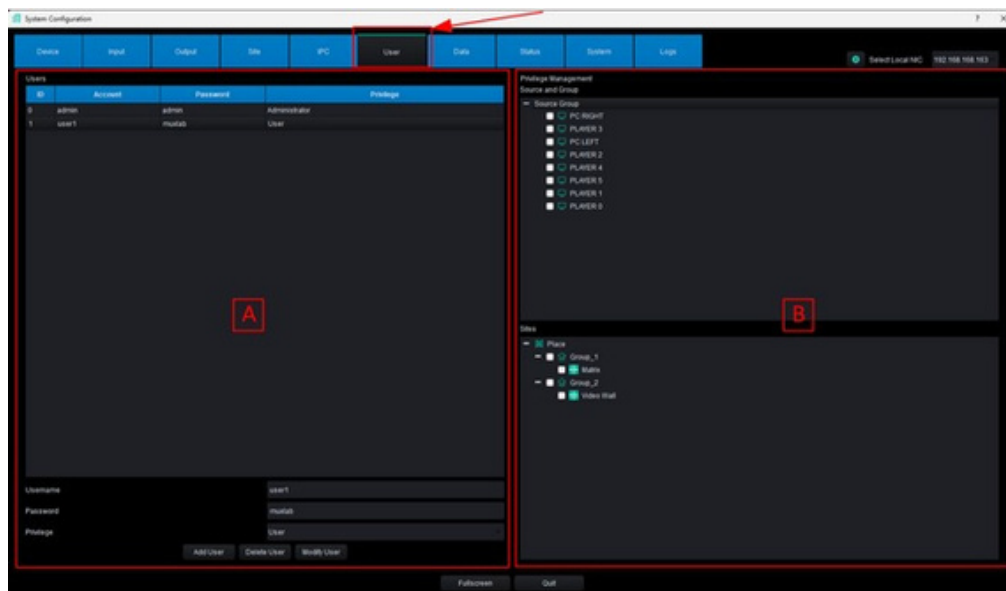 System Configuration ? X
Device Input Output Site IPC User Data Status System Logs
Select Local NIC 192.168.168.163
Users
ID Account Password Privilege
0 admin admin Administrator
1 user1 muxlab User
A
Username user1
Password muxlab
Privilege User
Add User Delete User Modify User
Privilege Management
Source and Group
Source Group
PC-RIGHT
PLAYER 3
PC LEFT
PLAYER 2
PLAYER 4
PLAYER 5
PLAYER 1
PLAYER 0
B
Sites
Place
Group_1
Matrix
Group_2
Video Wall
Fullscreen Quit